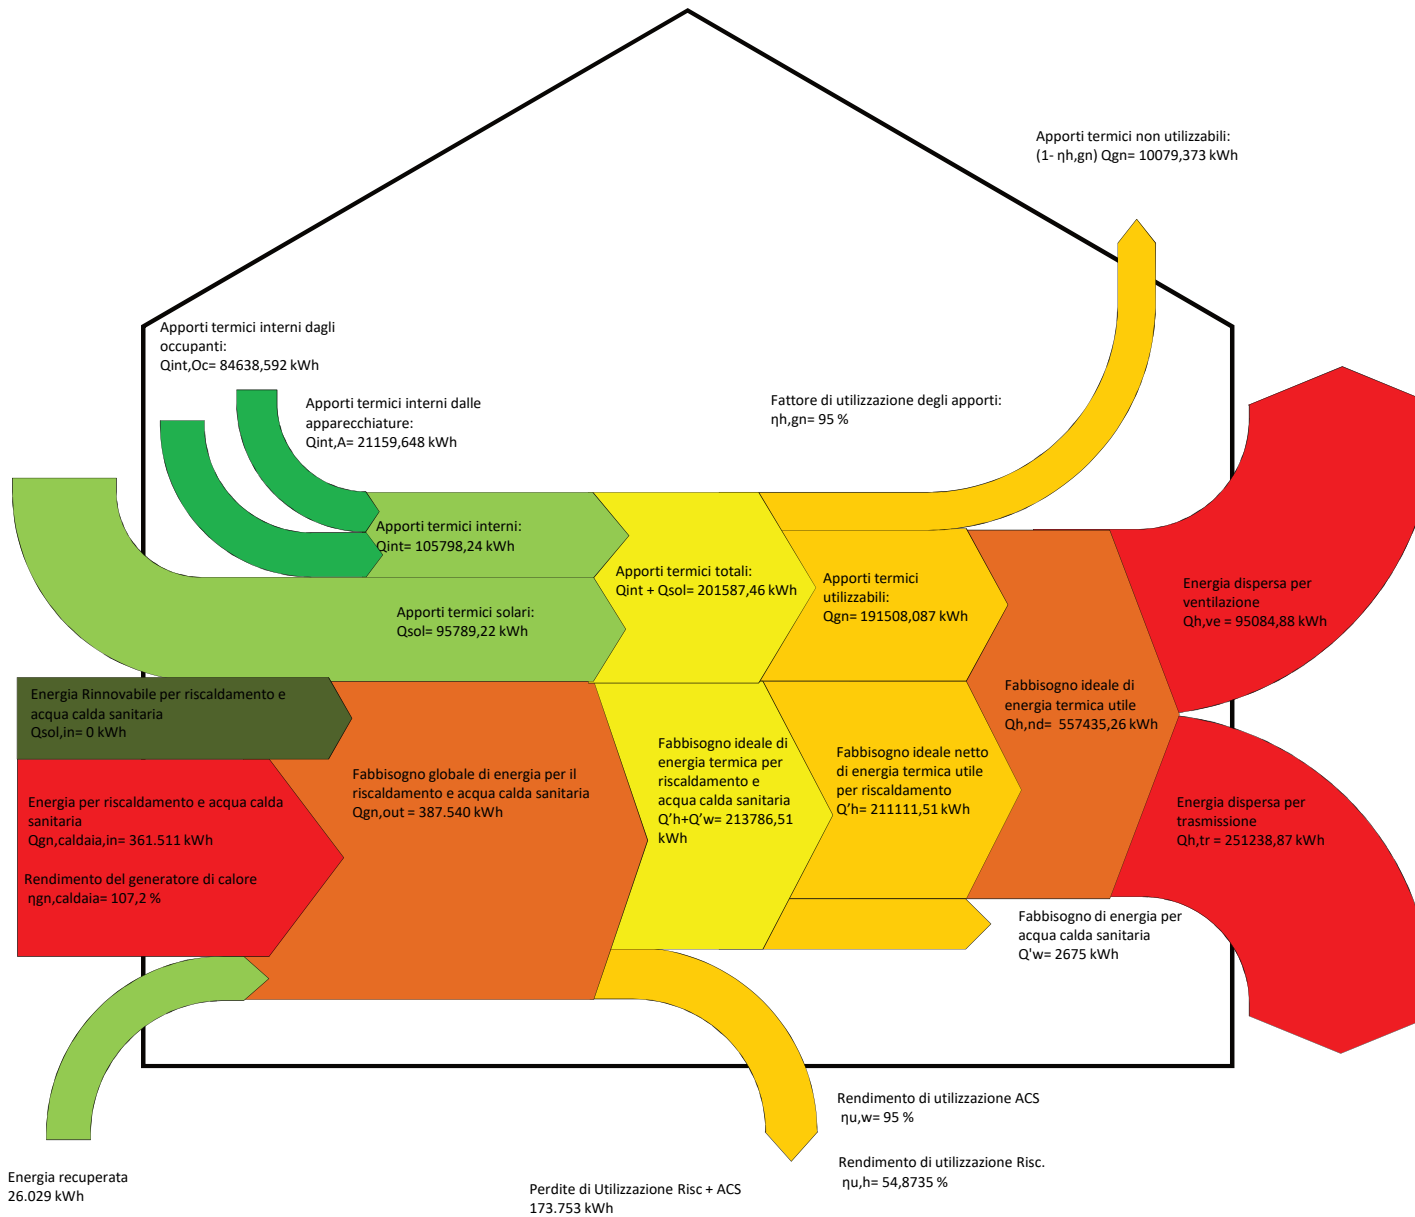 Apporti termici non utilizzabili:
(1- ηh,gn) Qgn= 10079,373 kWh
Apporti termici interni dagli
occupanti:
Qint,Oc= 84638,592 kWh
Apporti termici interni dalle
apparecchiature:
Qint,A= 21159,648 kWh
Fattore di utilizzazione degli apporti:
ηh,gn= 95 %
Apporti termici interni:
Qint= 105798,24 kWh
Apporti termici totali:
Qint + Qsol= 201587,46 kWh
Apporti termici
utilizzabili:
Qgn= 191508,087 kWh
Energia dispersa per
ventilazione
Qh,ve = 95084,88 kWh
Apporti termici solari:
Qsol= 95789,22 kWh
Energia Rinnovabile per riscaldamento e
acqua calda sanitaria
Qsol,in= 0 kWh
Fabbisogno ideale di
energia termica utile
Qh,nd=  557435,26 kWh
Fabbisogno globale di energia per il
riscaldamento e acqua calda sanitaria
Qgn,out = 387.540 kWh
Fabbisogno ideale di
energia termica per
riscaldamento e
acqua calda sanitaria
Q’h+Q’w= 213786,51
kWh
Fabbisogno ideale netto
di energia termica utile
per riscaldamento
Q’h= 211111,51 kWh
Energia per riscaldamento e acqua calda
sanitaria
Qgn,caldaia,in= 361.511 kWh
Rendimento del generatore di calore
ηgn,caldaia= 107,2 %
Energia dispersa per
trasmissione
Qh,tr = 251238,87 kWh
Fabbisogno di energia per
acqua calda sanitaria
Q'w= 2675 kWh
Rendimento di utilizzazione ACS
ηu,w= 95 %
Rendimento di utilizzazione Risc.
ηu,h= 54,8735 %
Energia recuperata
26.029 kWh
Perdite di Utilizzazione Risc + ACS
173.753 kWh